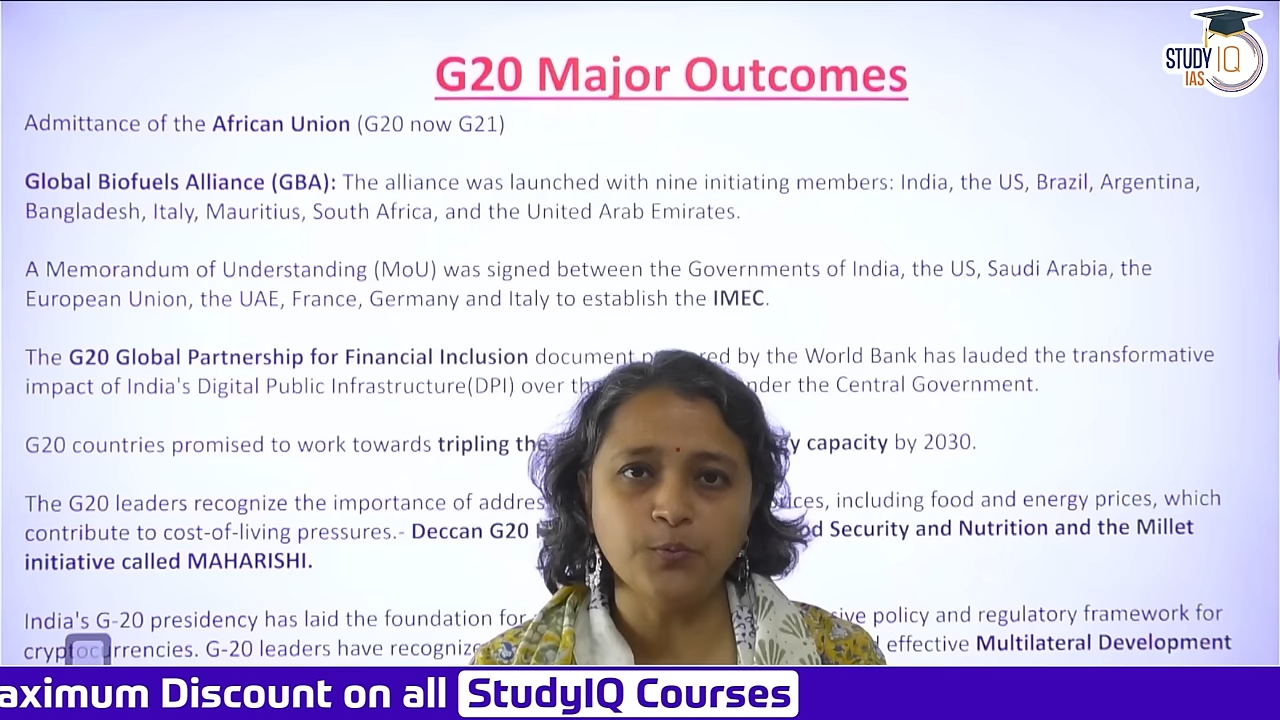 STUDY IQ
IAS
G20 Major Outcomes
Admittance of the African Union (G20 now G21)
Global Biofuels Alliance (GBA): The alliance was launched with nine initiating members: India, the US, Brazil, Argentina,
Bangladesh, Italy, Mauritius, South Africa, and the United Arab Emirates.
A Memorandum of Understanding (MoU) was signed between the Governments of India, the US, Saudi Arabia, the
European Union, the UAE, France, Germany and Italy to establish the IMEC.
The G20 Global Partnership for Financial Inclusion document by the World Bank has lauded the transformative
impact of India's Digital Public Infrastructure(DPI) over the Central Government.
G20 countries promised to work towards tripling capacity by 2030.
The G20 leaders recognize the importance of including food and energy prices, which
contribute to cost-of-living pressures.- Deccan G20 Security and Nutrition and the Millet
initiative called MAHARISHI.
India's G-20 presidency has laid the foundation for policy and regulatory framework for
cryptocurrencies. G-20 leaders have effective Multilateral Development
aximum Discount on all StudyIQ Courses